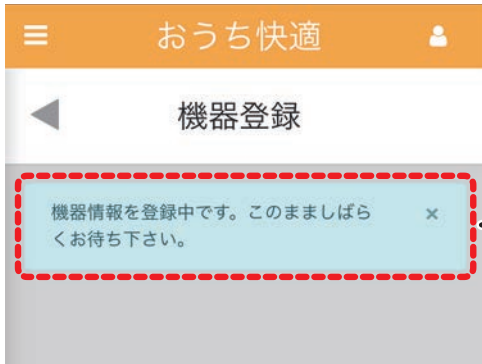 おうち快適
機器登録
機器情報を登録中です。このまましばら
くお待ち下さい。